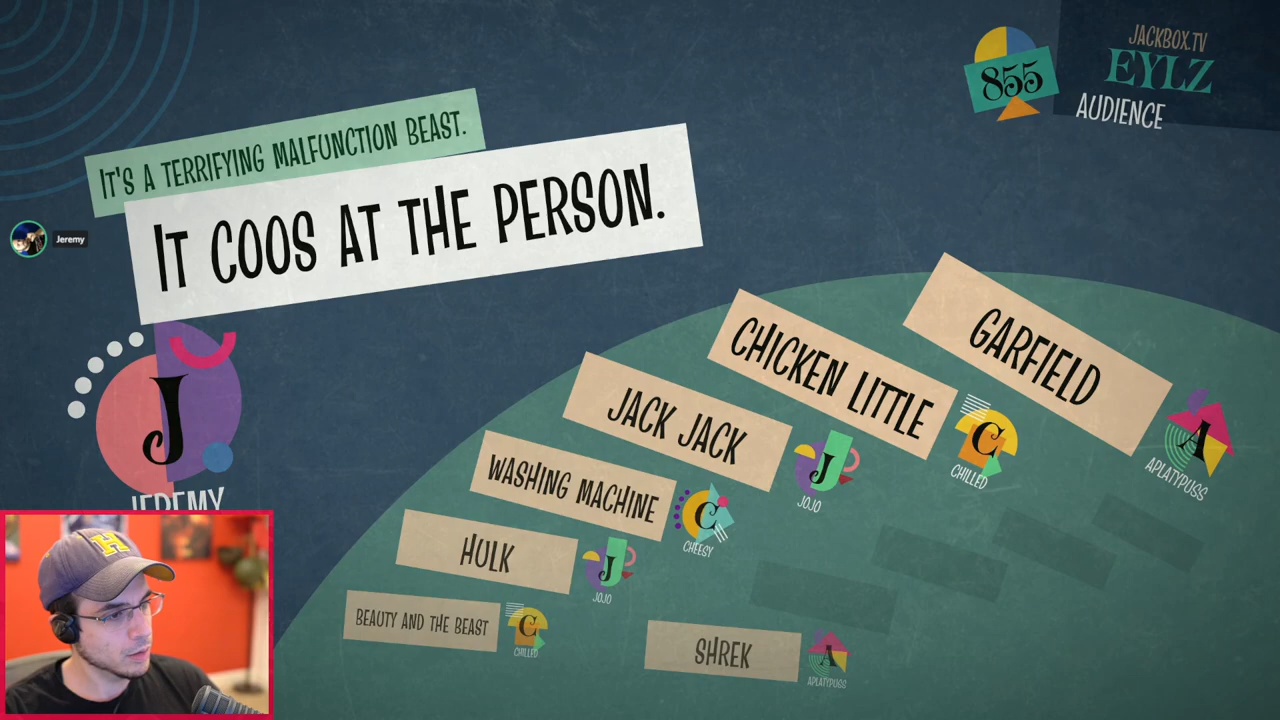 JACKBOX.TV
EYLZ
855
AUDIENCE
IT'S A TERRIFYING MALFUNCTION BEAST.
IT COOS AT THE PERSON.
Jeremy
J
JEREMY
H
GARFIELD
A
APLATYPUSS
CHICKEN LITTLE
C
CHILLED
JACK JACK
J
JOJO
WASHING MACHINE
C
CHEESY
HULK
J
JOJO
BEAUTY AND THE BEAST
C
CHILLED
SHREK
A
APLATYPUSS